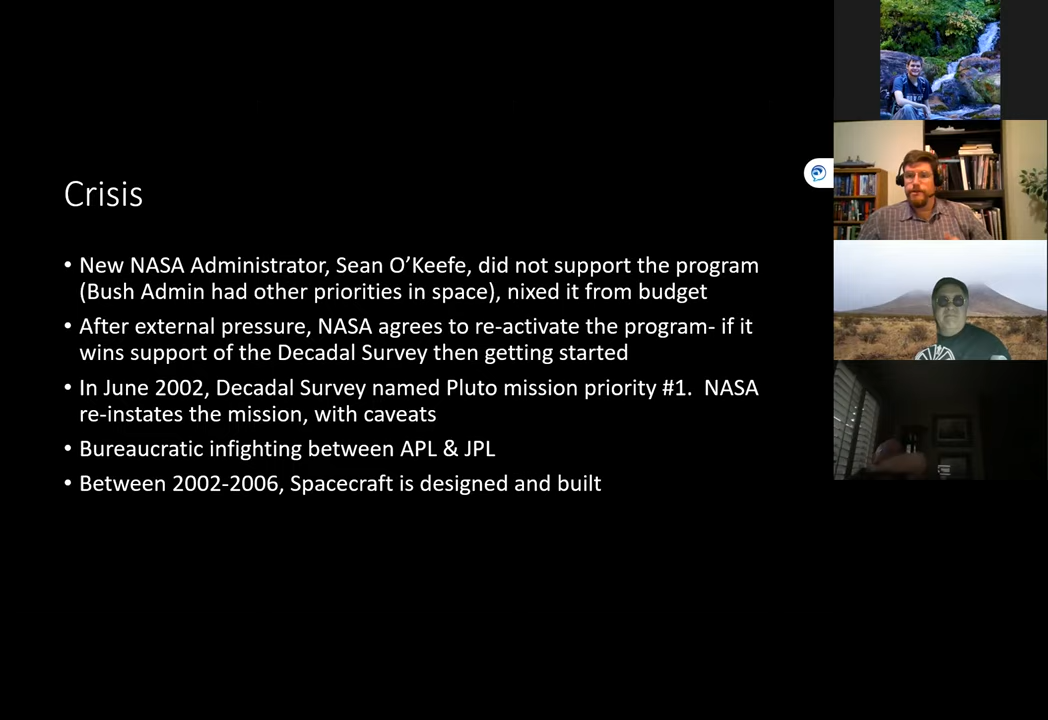 Crisis
• New NASA Administrator, Sean O’Keefe, did not support the program
(Bush Admin had other priorities in space), nixed it from budget
• After external pressure, NASA agrees to re-activate the program- if it
wins support of the Decadal Survey then getting started
• In June 2002, Decadal Survey named Pluto mission priority #1.  NASA
re-instates the mission, with caveats
• Bureaucratic infighting between APL & JPL
• Between 2002-2006, Spacecraft is designed and built